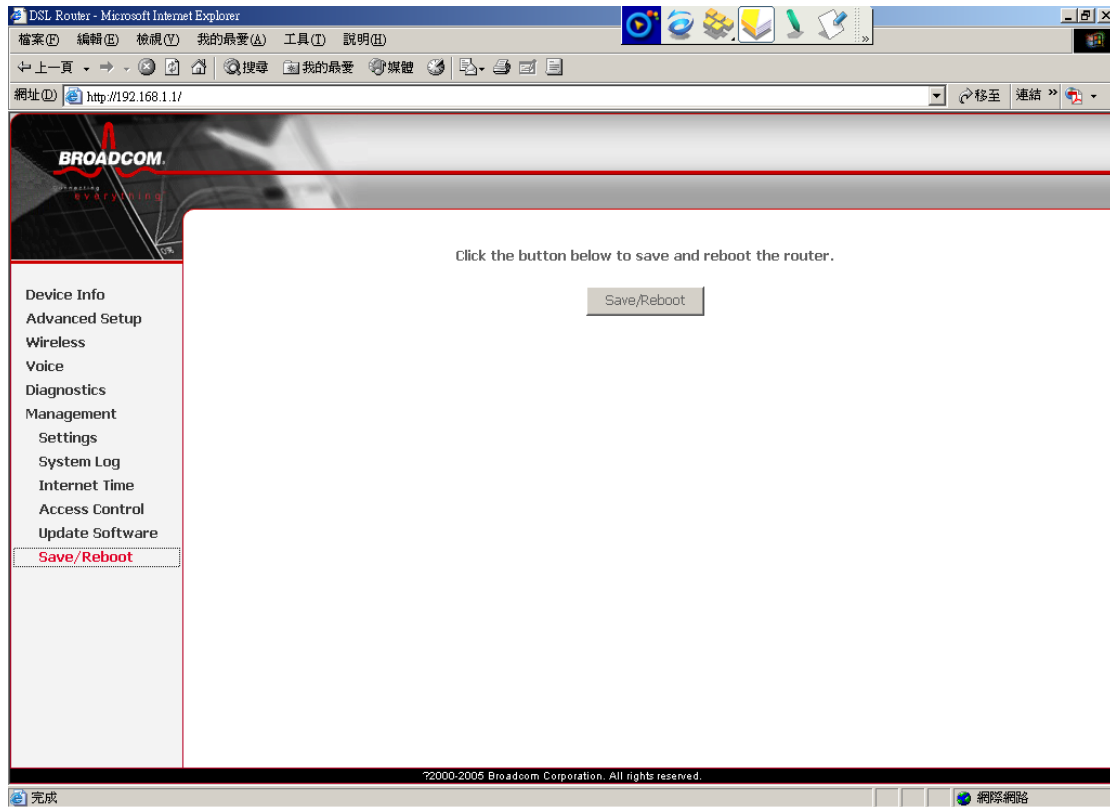 DSL Router - Microsoft Internet Explorer
檔案(F) 編輯(E) 檢視(V) 我的最愛(A) 工具(T) 說明(H)
上一頁 搜尋 我的最愛 媒體
網址(D) http://192.168.1.1/ 移至 連結 »
BROADCOM.
Connecting
everything
Click the button below to save and reboot the router.
Save/Reboot
Device Info
Advanced Setup
Wireless
Voice
Diagnostics
Management
Settings
System Log
Internet Time
Access Control
Update Software
Save/Reboot
?2000-2005 Broadcom Corporation. All rights reserved.
完成 網際網路